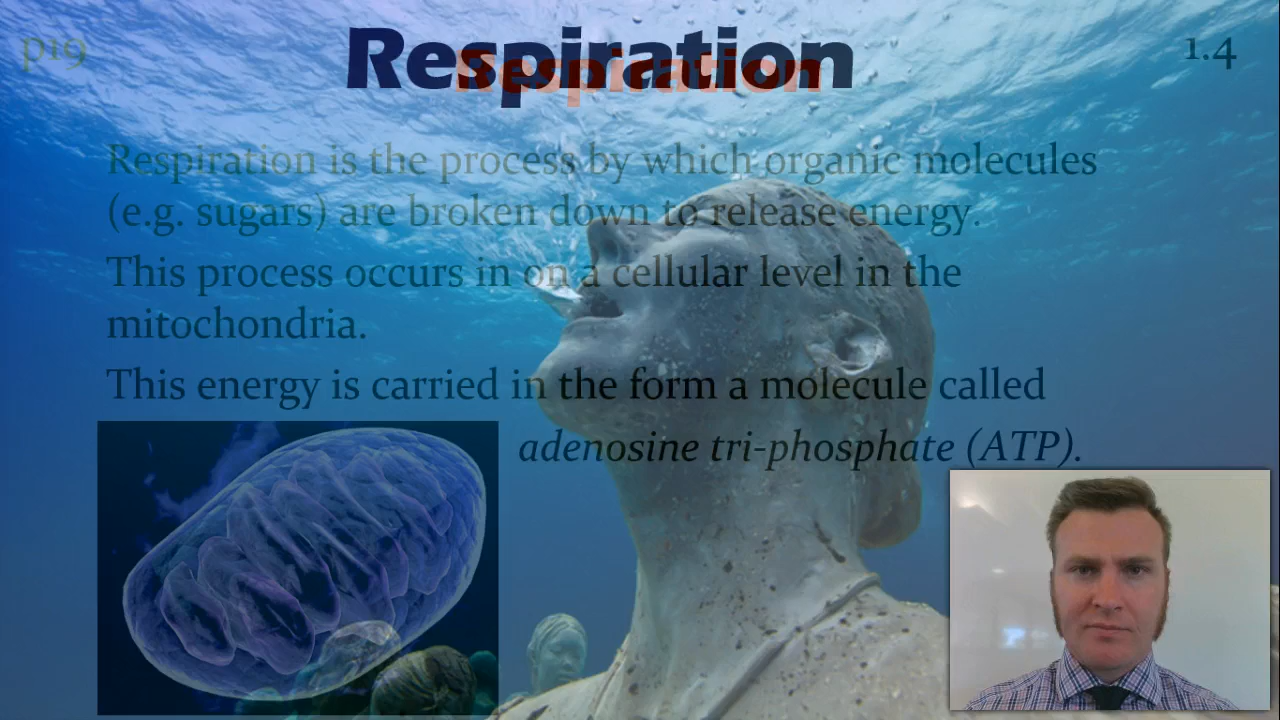 p19
Respiration
Respiration
1.4
Respiration is the process by which organic molecules
(e.g. sugars) are broken down to release energy.
This process occurs in on a cellular level in the
mitochondria.
This energy is carried in the form a molecule called
adenosine tri-phosphate (ATP).